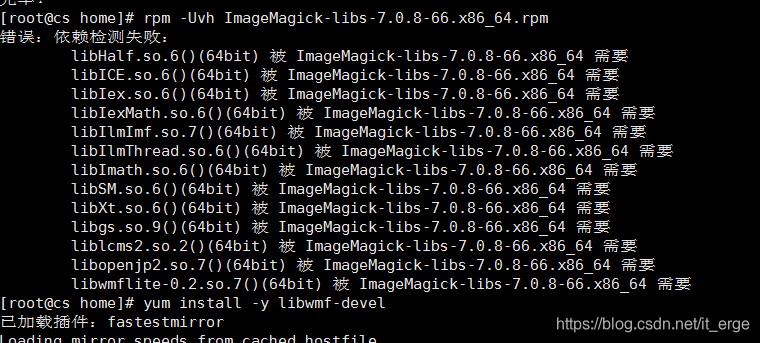 [root@cs home]# rpm -Uvh ImageMagick-libs-7.0.8-66.x86_64.rpm
错误：依赖检测失败：
libHalf.so.6()(64bit) 被 ImageMagick-libs-7.0.8-66.x86_64 需要
libICE.so.6()(64bit) 被 ImageMagick-libs-7.0.8-66.x86_64 需要
libIex.so.6()(64bit) 被 ImageMagick-libs-7.0.8-66.x86_64 需要
libIexMath.so.6()(64bit) 被 ImageMagick-libs-7.0.8-66.x86_64 需要
libIlmImf.so.7()(64bit) 被 ImageMagick-libs-7.0.8-66.x86_64 需要
libIlmThread.so.6()(64bit) 被 ImageMagick-libs-7.0.8-66.x86_64 需要
libImath.so.6()(64bit) 被 ImageMagick-libs-7.0.8-66.x86_64 需要
libSM.so.6()(64bit) 被 ImageMagick-libs-7.0.8-66.x86_64 需要
libXt.so.6()(64bit) 被 ImageMagick-libs-7.0.8-66.x86_64 需要
libgs.so.9()(64bit) 被 ImageMagick-libs-7.0.8-66.x86_64 需要
liblcms2.so.2()(64bit) 被 ImageMagick-libs-7.0.8-66.x86_64 需要
libopenjp2.so.7()(64bit) 被 ImageMagick-libs-7.0.8-66.x86_64 需要
libwmflite-0.2.so.7()(64bit) 被 ImageMagick-libs-7.0.8-66.x86_64 需要
[root@cs home]# yum install -y libwmf-devel
已加载插件：fastestmirror
Loading mirror speeds from cached hostfile
https://blog.csdn.net/it_erge